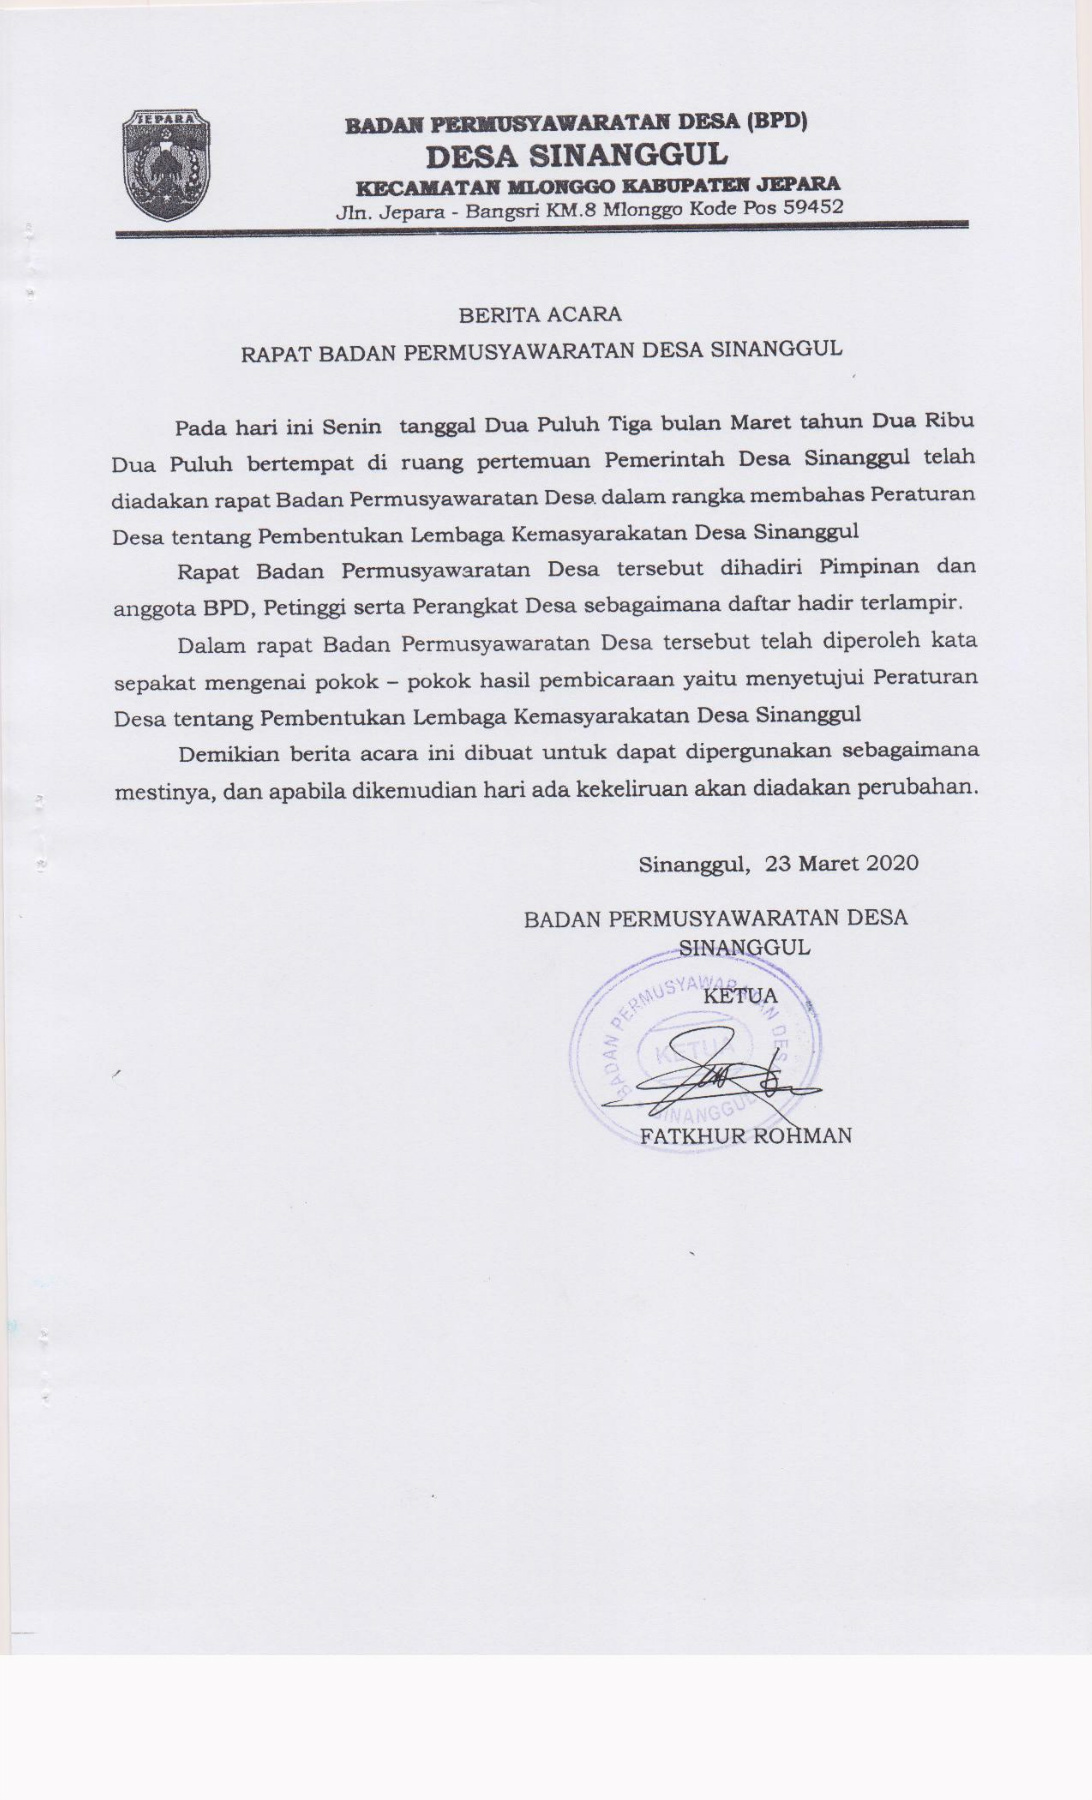 JEPARA
BADAN PERMUSYAWARATAN DESA (BPD)
DESA SINANGGUL
KECAMATAN MLONGGO KABUPATEN JEPARA
Jln. Jepara - Bangsri KM.8 Mlonggo Kode Pos 59452
BERITA ACARA
RAPAT BADAN PERMUSYAWARATAN DESA SINANGGUL
Pada hari ini Senin tanggal Dua Puluh Tiga bulan Maret tahun Dua Ribu
Dua Puluh bertempat di ruang pertemuan Pemerintah Desa Sinanggul telah
diadakan rapat Badan Permusyawaratan Desa dalam rangka membahas Peraturan
Desa tentang Pembentukan Lembaga Kemasyarakatan Desa Sinanggul
Rapat Badan Permusyawaratan Desa tersebut dihadiri Pimpinan dan
anggota BPD, Petinggi serta Perangkat Desa sebagaimana daftar hadir terlampir.
Dalam rapat Badan Permusyawaratan Desa tersebut telah diperoleh kata
sepakat mengenai pokok – pokok hasil pembicaraan yaitu menyetujui Peraturan
Desa tentang Pembentukan Lembaga Kemasyarakatan Desa Sinanggul
Demikian berita acara ini dibuat untuk dapat dipergunakan sebagaimana
mestinya, dan apabila dikemudian hari ada kekeliruan akan diadakan perubahan.
Sinanggul, 23 Maret 2020
BADAN PERMUSYAWARATAN DESA
SINANGGUL
KETUA
BADAN PERMUSYAWARATAN DESA
KETUA
SINANGGUL
FATKHUR ROHMAN